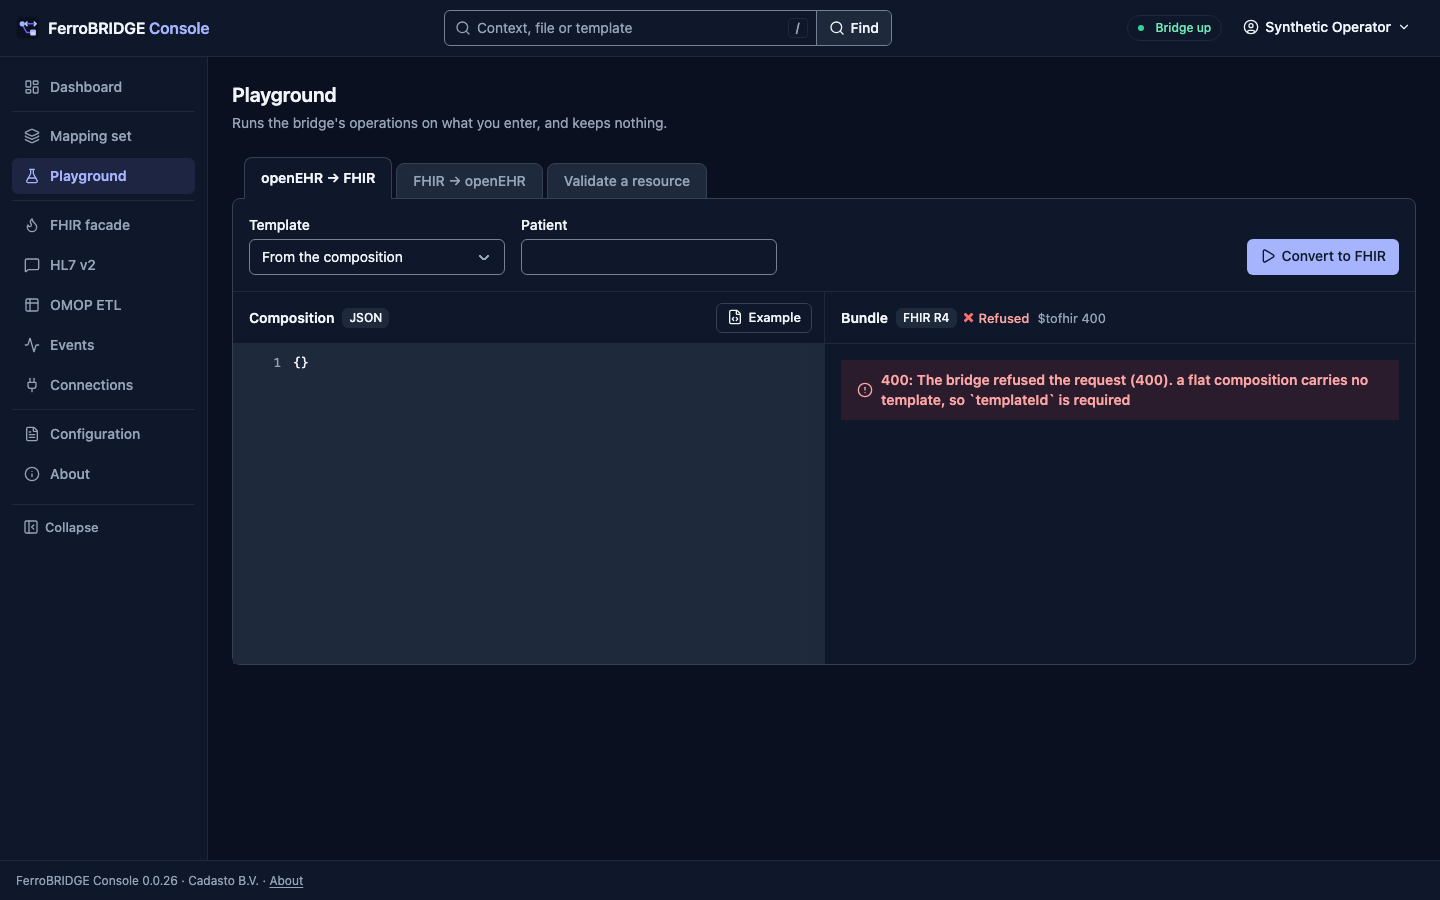 FerroBRIDGE Console
Context, file or template
/
Find
Bridge up
Synthetic Operator
Dashboard
Mapping set
Playground
FHIR facade
HL7 v2
OMOP ETL
Events
Connections
Configuration
About
Collapse
Playground
Runs the bridge's operations on what you enter, and keeps nothing.
openEHR → FHIR
FHIR → openEHR
Validate a resource
Template
Patient
From the composition
Convert to FHIR
Composition JSON
Example
Bundle FHIR R4 Refused $tofhir 400
1 {}
400: The bridge refused the request (400). a flat composition carries no
template, so `templateId` is required
FerroBRIDGE Console 0.0.26 · Cadasto B.V. · About